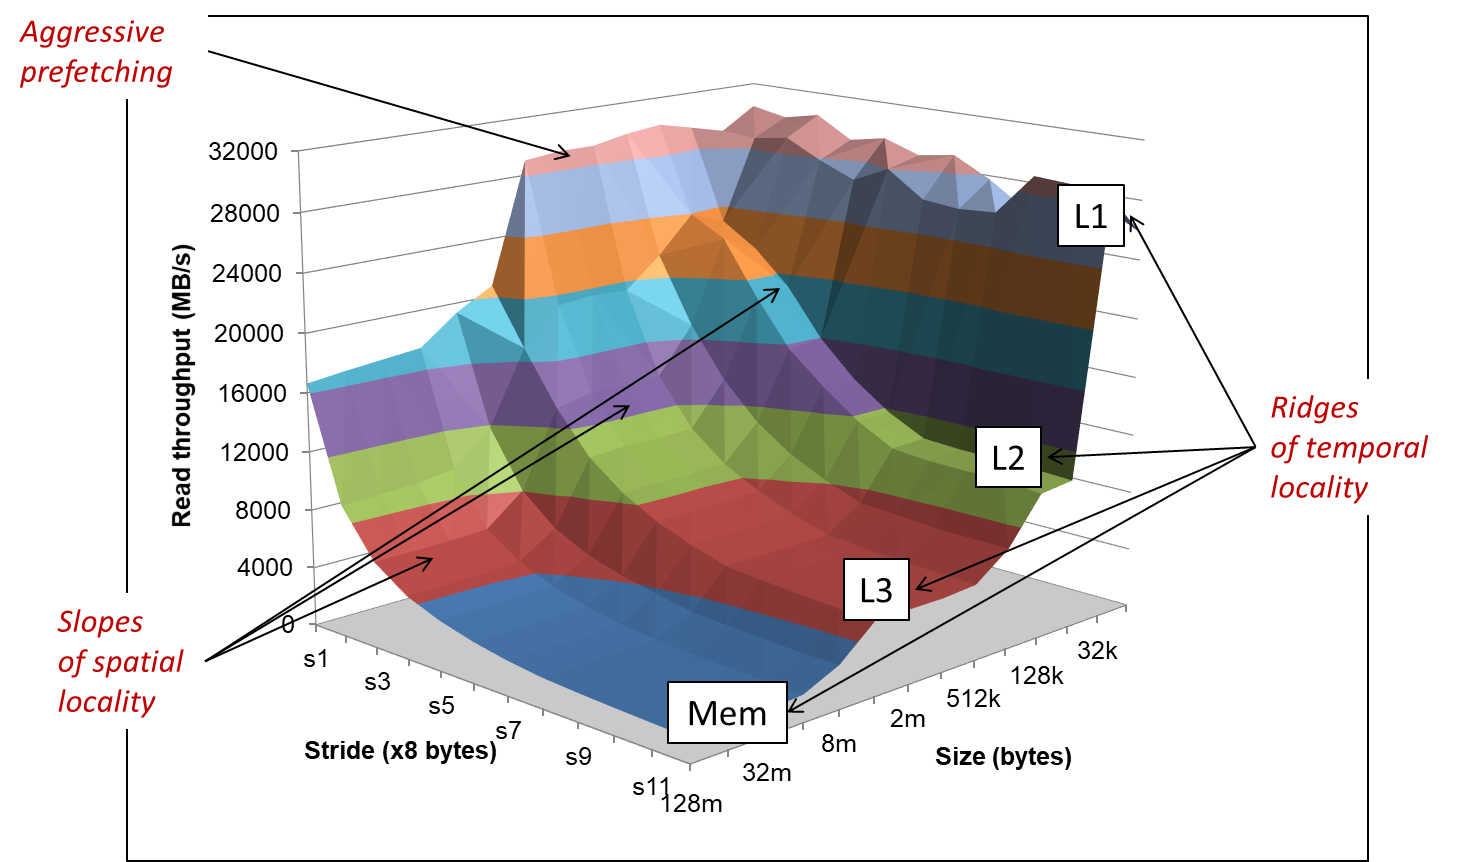 Aggressive
prefetching
32000
28000
24000
20000
16000
12000
8000
4000
0
Read throughput (MB/s)
L1
L2
L3
Mem
Ridges
of temporal
locality
Slopes
of spatial
locality
s1
s3
s5
s7
s9
s11
Stride (x8 bytes)
128m
32m
8m
2m
512k
128k
32k
Size (bytes)